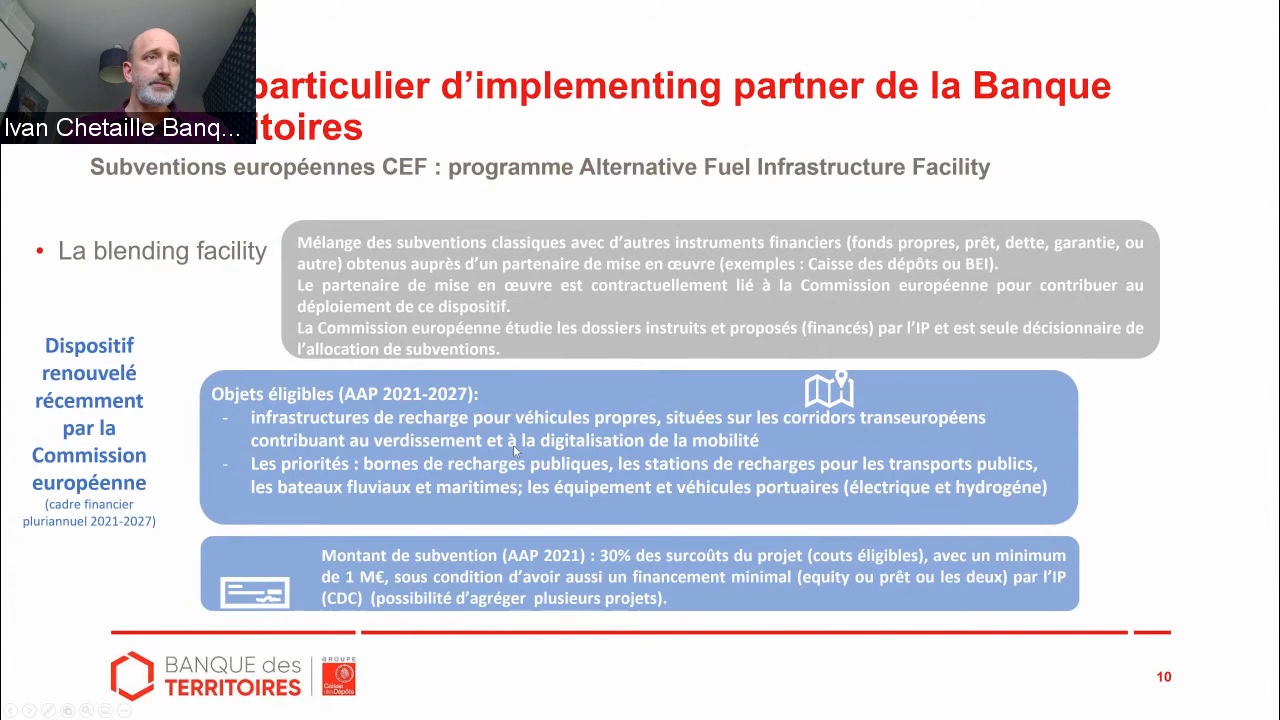 particulier d’implementing partner de la Banque
itoires
Ivan Chetaille Banq...
Subventions européennes CEF : programme Alternative Fuel Infrastructure Facility
• La blending facility
Mélange des subventions classiques avec d’autres instruments financiers (fonds propres, prêt, dette, garantie, ou
autre) obtenus auprès d’un partenaire de mise en œuvre (exemples : Caisse des dépôts ou BEI).
Le partenaire de mise en œuvre est contractuellement lié à la Commission européenne pour contribuer au
déploiement de ce dispositif.
La Commission européenne étudie les dossiers instruits et proposés (financés) par l’IP et est seule décisionnaire de
l’allocation de subventions.
Dispositif
renouvelé
récemment
par la
Commission
européenne
(cadre financier
pluriannuel 2021-2027)
Objets éligibles (AAP 2021-2027):
- infrastructures de recharge pour véhicules propres, situées sur les corridors transeuropéens
contribuant au verdissement et à la digitalisation de la mobilité
- Les priorités : bornes de recharges publiques, les stations de recharges pour les transports publics,
les bateaux fluviaux et maritimes; les équipement et véhicules portuaires (électrique et hydrogéne)
Montant de subvention (AAP 2021) : 30% des surcoûts du projet (couts éligibles), avec un minimum
de 1 M€, sous condition d’avoir aussi un financement minimal (equity ou prêt ou les deux) par l’IP
(CDC) (possibilité d’agréger plusieurs projets).
BANQUE des
TERRITOIRES
GROUPE
Caisse
des Dépôts
10